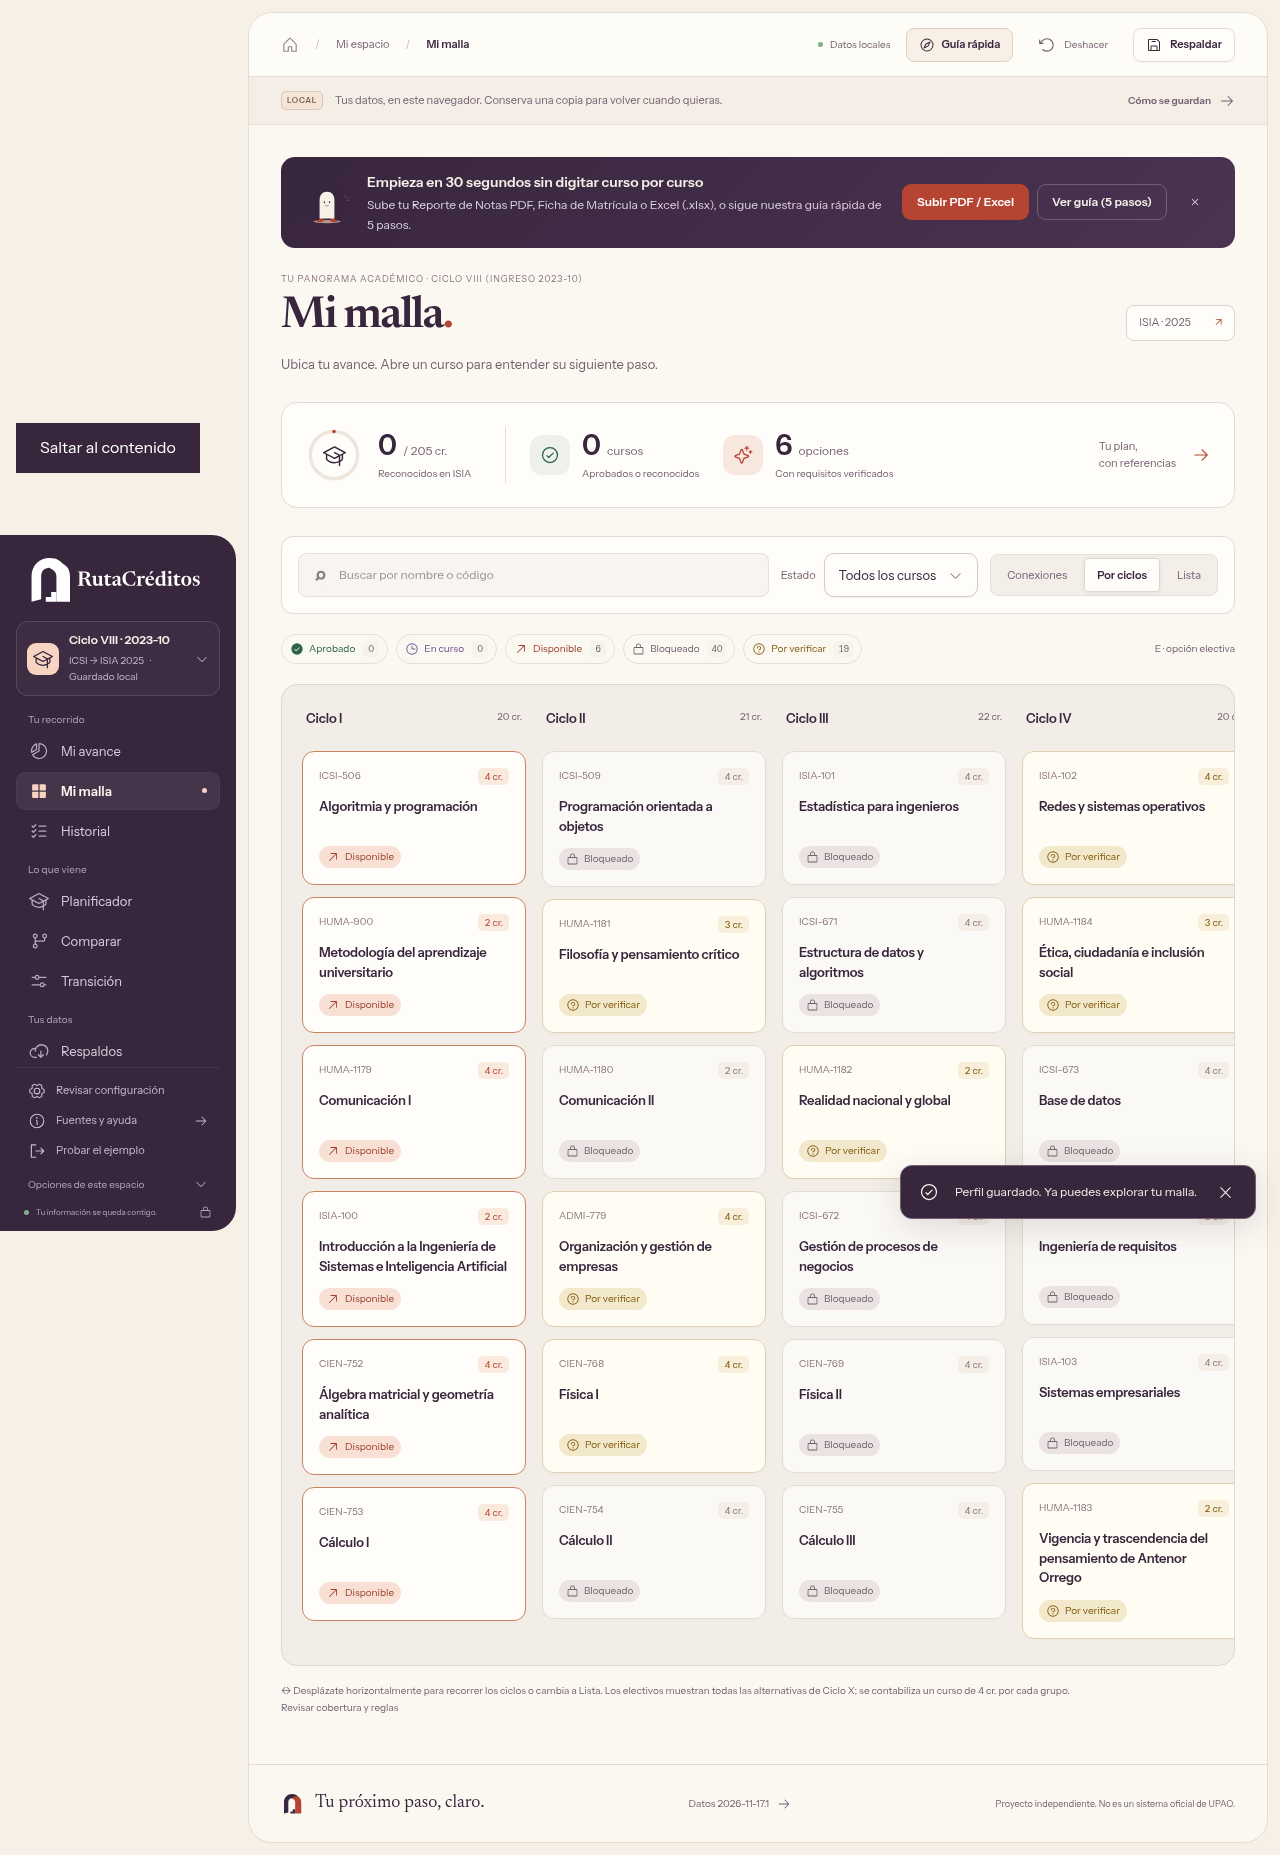 Mi espacio / Mi malla
Datos locales
Guía rápida
Deshacer
Respaldar
LOCAL
Tus datos, en este navegador. Conserva una copia para volver cuando quieras.
Cómo se guardan
Empieza en 30 segundos sin digitar curso por curso
Sube tu Reporte de Notas PDF, Ficha de Matrícula o Excel (.xlsx), o sigue nuestra guía rápida de
5 pasos.
Subir PDF / Excel
Ver guía (5 pasos)
TU PANORAMA ACADÉMICO · CICLO VIII (INGRESO 2023-10)
Mi malla.
ISIA · 2025
Ubica tu avance. Abre un curso para entender su siguiente paso.
0 / 205 cr.
Reconocidos en ISIA
0 cursos
Aprobados o reconocidos
6 opciones
Con requisitos verificados
Tu plan,
con referencias
Saltar al contenido
RutaCréditos
Ciclo VIII · 2023-10
ICSI → ISIA 2025 ·
Guardado local
Tu recorrido
Mi avance
Mi malla
Historial
Lo que viene
Planificador
Comparar
Transición
Tus datos
Respaldos
Revisar configuración
Fuentes y ayuda
Probar el ejemplo
Opciones de este espacio
Tu información se queda contigo.
Buscar por nombre o código
Estado
Todos los cursos
Conexiones
Por ciclos
Lista
Aprobado 0
En curso 0
Disponible 6
Bloqueado 40
Por verificar 19
E · opción electiva
Ciclo I
20 cr.
ICSI-506
4 cr.
Algoritmia y programación
Disponible
HUMA-900
2 cr.
Metodología del aprendizaje
universitario
Disponible
HUMA-1179
4 cr.
Comunicación I
Disponible
ISIA-100
2 cr.
Introducción a la Ingeniería de
Sistemas e Inteligencia Artificial
Disponible
CIEN-752
4 cr.
Álgebra matricial y geometría
analítica
Disponible
CIEN-753
4 cr.
Cálculo I
Disponible
Ciclo II
21 cr.
ICSI-509
4 cr.
Programación orientada a
objetos
Bloqueado
HUMA-1181
3 cr.
Filosofía y pensamiento crítico
Por verificar
HUMA-1180
2 cr.
Comunicación II
Bloqueado
ADMI-779
4 cr.
Organización y gestión de
empresas
Por verificar
CIEN-768
4 cr.
Física I
Por verificar
CIEN-754
4 cr.
Cálculo II
Bloqueado
Ciclo III
22 cr.
ISIA-101
4 cr.
Estadística para ingenieros
Bloqueado
ICSI-671
4 cr.
Estructura de datos y
algoritmos
Bloqueado
HUMA-1182
2 cr.
Realidad nacional y global
Por verificar
ICSI-672
Gestión de procesos de
negocios
Bloqueado
CIEN-769
4 cr.
Física II
Bloqueado
CIEN-755
4 cr.
Cálculo III
Bloqueado
Ciclo IV
20
ISIA-102
4 cr.
Redes y sistemas operativos
Por verificar
HUMA-1184
3 cr.
Ética, ciudadanía e inclusión
social
Por verificar
ICSI-673
4 cr.
Base de datos
Bloqueado
Ingeniería de requisitos
Bloqueado
ISIA-103
4 cr.
Sistemas empresariales
Bloqueado
HUMA-1183
2 cr.
Vigencia y trascendencia del
pensamiento de Antenor
Orrego
Por verificar
Perfil guardado. Ya puedes explorar tu malla.
Desplázate horizontalmente para recorrer los ciclos o cambia a Lista. Los electivos muestran todas las alternativas de Ciclo X; se contabiliza un curso de 4 cr. por cada grupo.
Revisar cobertura y reglas
Tu próximo paso, claro.
Datos 2026-11-17.1
Proyecto independiente. No es un sistema oficial de UPAO.